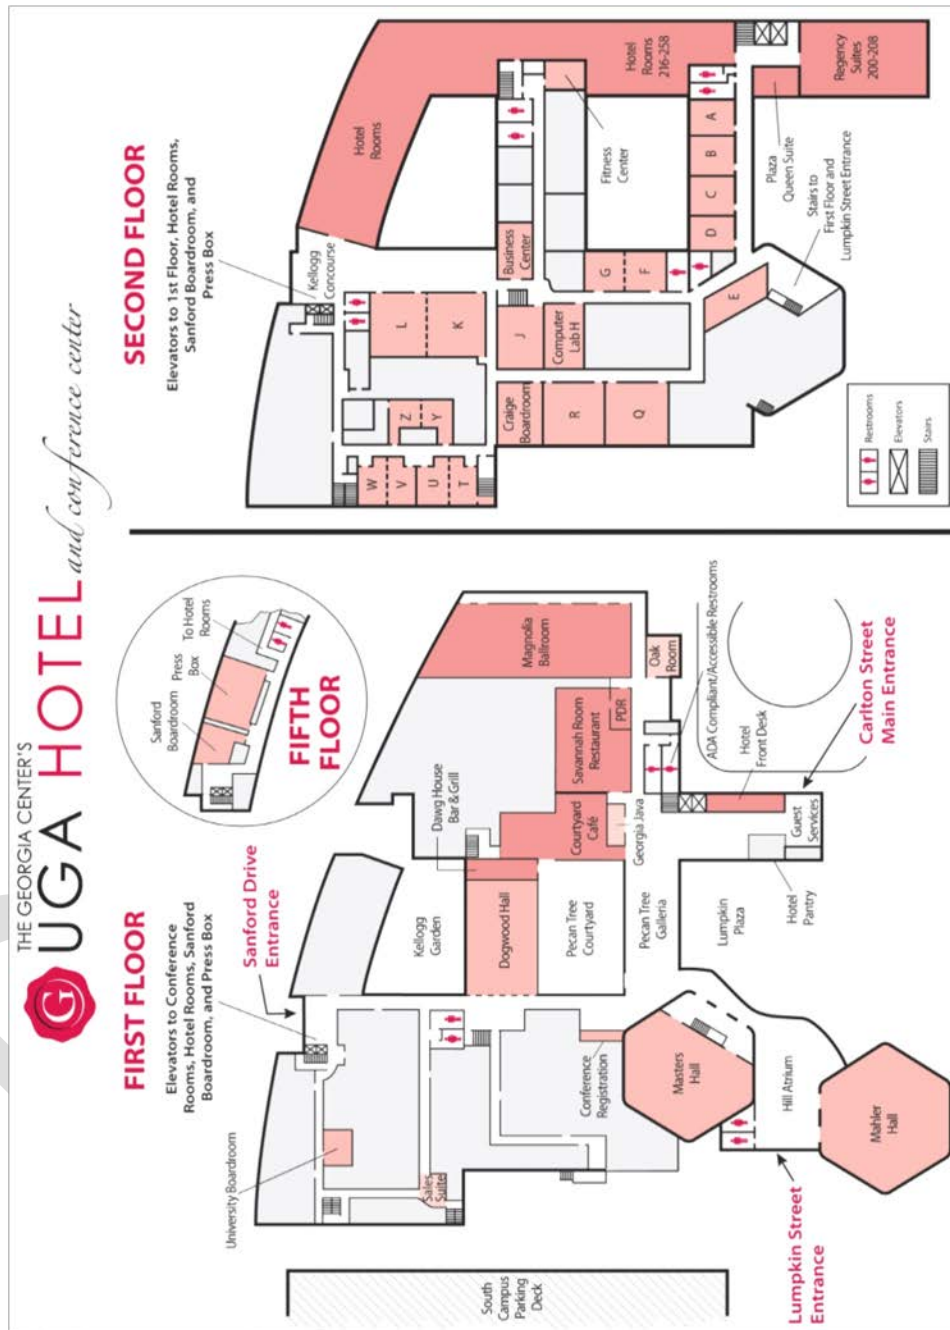 THE GEORGIA CENTER'S
UGA HOTEL and conference center
G
FIRST FLOOR
Elevators to Conference
Rooms, Hotel Rooms, Sanford
Boardroom, and Press Box
Sanford Drive
Entrance
University Boardroom
Sales
Suite
South
Campus
Parking
Deck
Kellogg
Garden
Dawg House
Bar & Grill
Dogwood Hall
Pecan Tree
Courtyard
Courtyard
Café
Savannah Room
Restaurant
PDR
Magnolia
Ballroom
Oak
Room
Georgia Java
Pecan Tree
Galleria
ADA Compliant/Accessible Restrooms
Conference
Registration
Masters
Hall
Lumpkin
Plaza
Hotel
Front Desk
Hotel
Pantry
Guest
Services
Carlton Street
Main Entrance
Hill Atrium
Mahler
Hall
Lumpkin Street
Entrance
FIFTH
FLOOR
Sanford
Boardroom
Press
Box
To Hotel
Rooms
SECOND FLOOR
Elevators to 1st Floor, Hotel Rooms,
Sanford Boardroom, and
Press Box
Kellogg
Concourse
Hotel
Rooms
W
V
U
T
Z
Y
L
K
Craige
Boardroom
J
Business
Center
R
Computer
Lab H
Q
G
F
Fitness
Center
Hotel
Rooms
216-258
D
C
B
A
E
Plaza
Queen Suite
Regency
Suites
200-208
Stairs to
First Floor and
Lumpkin Street Entrance
Restrooms
Elevators
Stairs